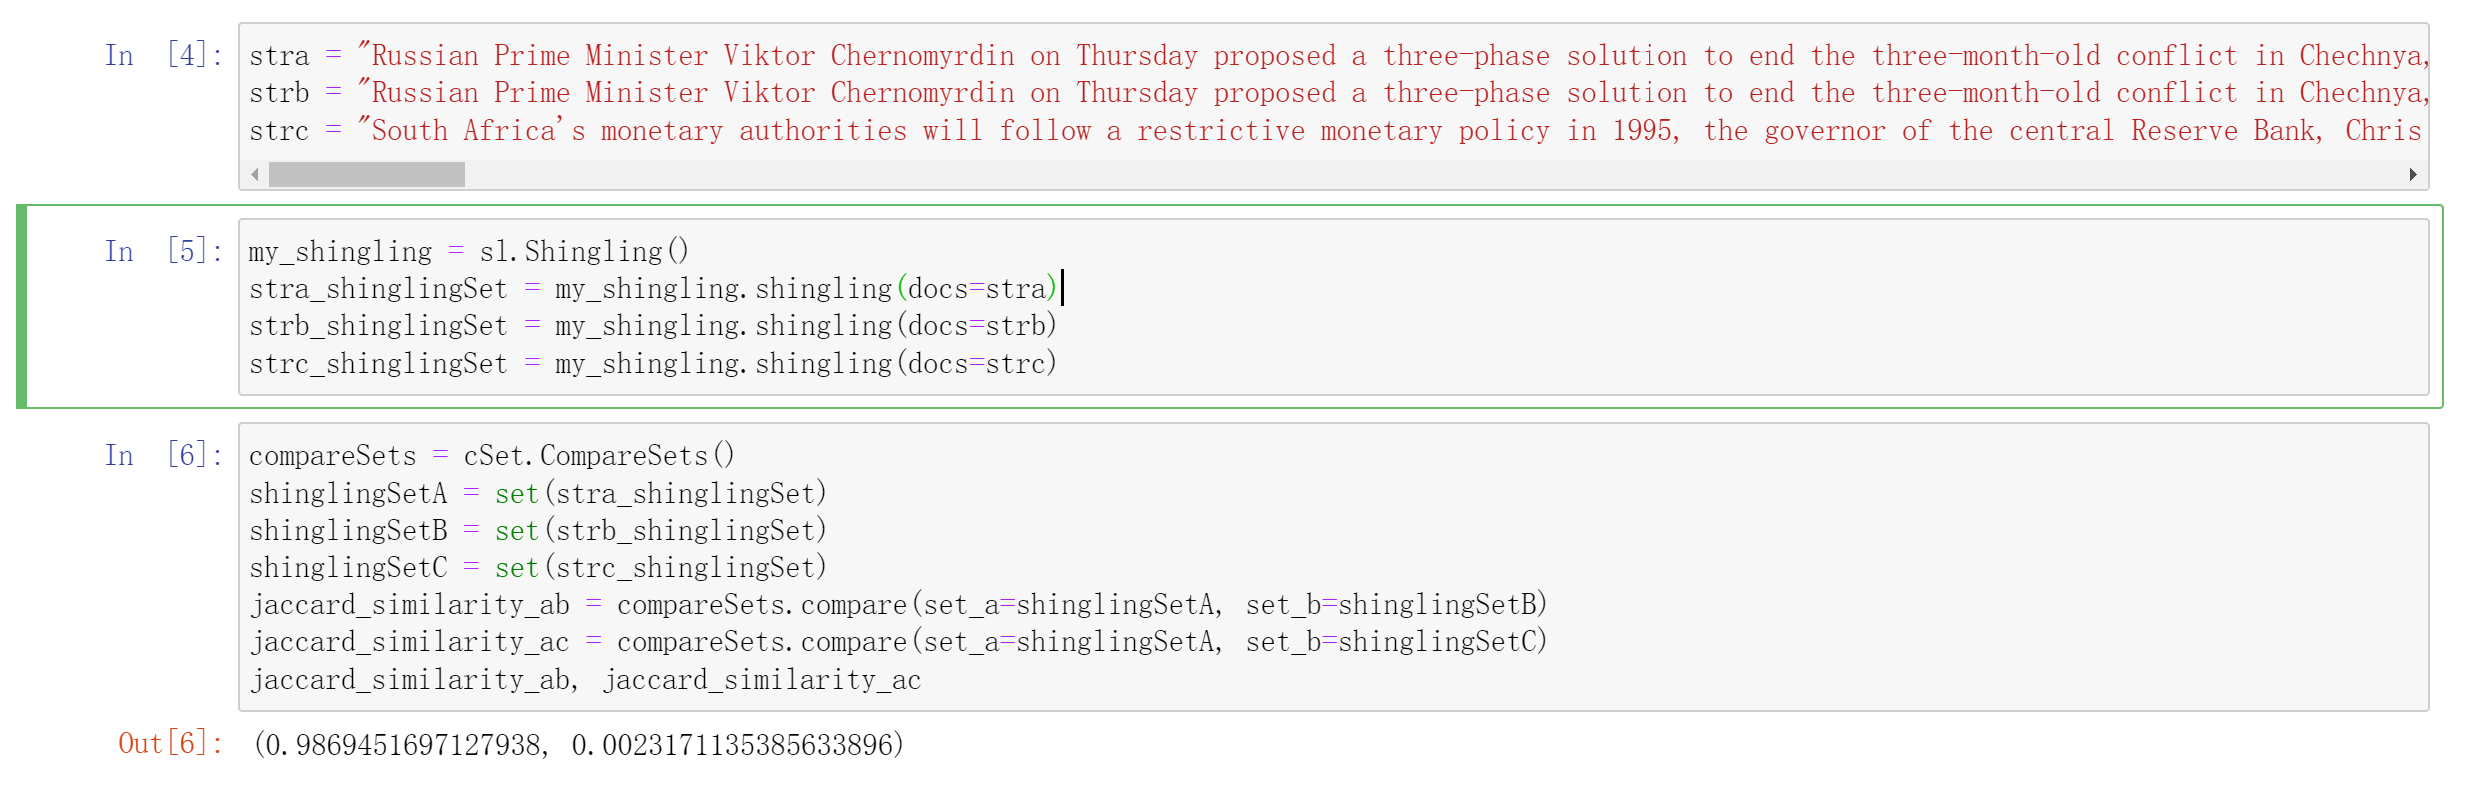 In [4]: stra = "Russian Prime Minister Viktor Chernomyrdin on Thursday proposed a three-phase solution to end the three-month-old conflict in Chechnya,
strb = "Russian Prime Minister Viktor Chernomyrdin on Thursday proposed a three-phase solution to end the three-month-old conflict in Chechnya,
strc = "South Africa's monetary authorities will follow a restrictive monetary policy in 1995, the governor of the central Reserve Bank, Chris
In [5]: my_shingling = sl.Shingling()
stra_shinglingSet = my_shingling.shingling(docs=stra)
strb_shinglingSet = my_shingling.shingling(docs=strb)
strc_shinglingSet = my_shingling.shingling(docs=strc)
In [6]: compareSets = cSet.CompareSets()
shinglingSetA = set(stra_shinglingSet)
shinglingSetB = set(strb_shinglingSet)
shinglingSetC = set(strc_shinglingSet)
jaccard_similarity_ab = compareSets.compare(set_a=shinglingSetA, set_b=shinglingSetB)
jaccard_similarity_ac = compareSets.compare(set_a=shinglingSetA, set_b=shinglingSetC)
jaccard_similarity_ab, jaccard_similarity_ac
Out[6]: (0.9869451697127938, 0.0023171135385633896)